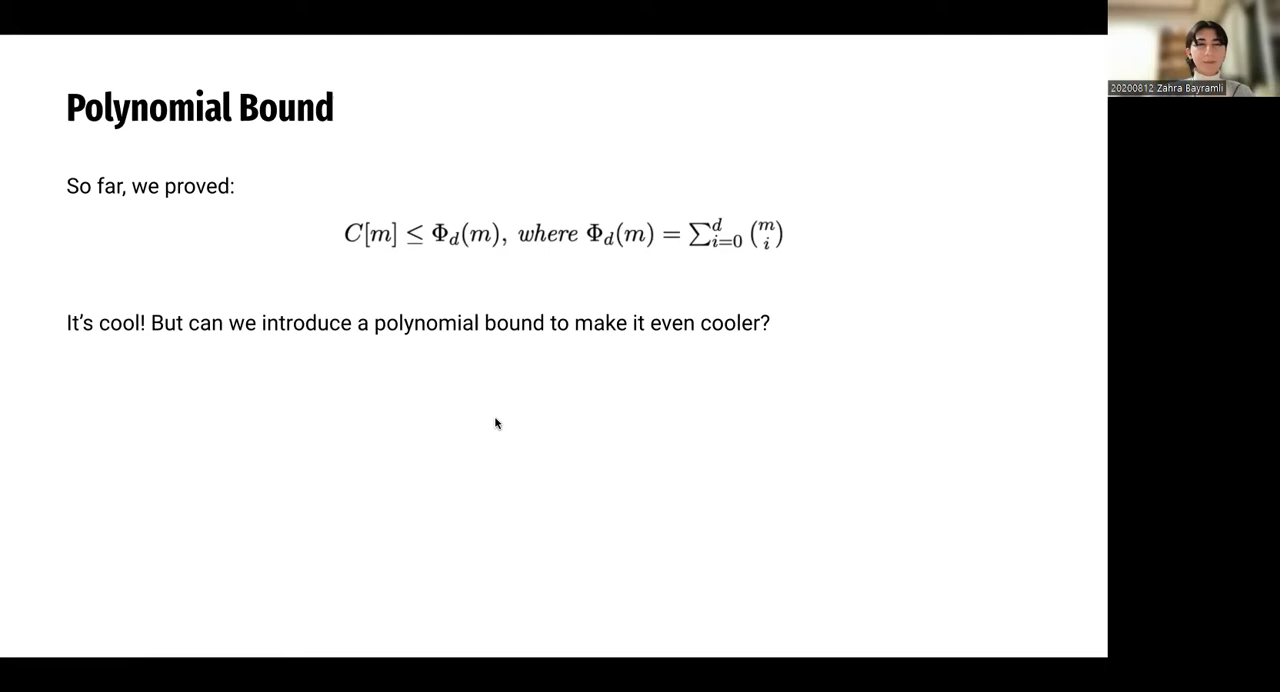 Polynomial Bound
So far, we proved:
C[m] ≤ Φ_d(m), where Φ_d(m) = ∑_{i=0}^{d} \binom{m}{i}
It’s cool! But can we introduce a polynomial bound to make it even cooler?
20200812 Zahra Bayramli